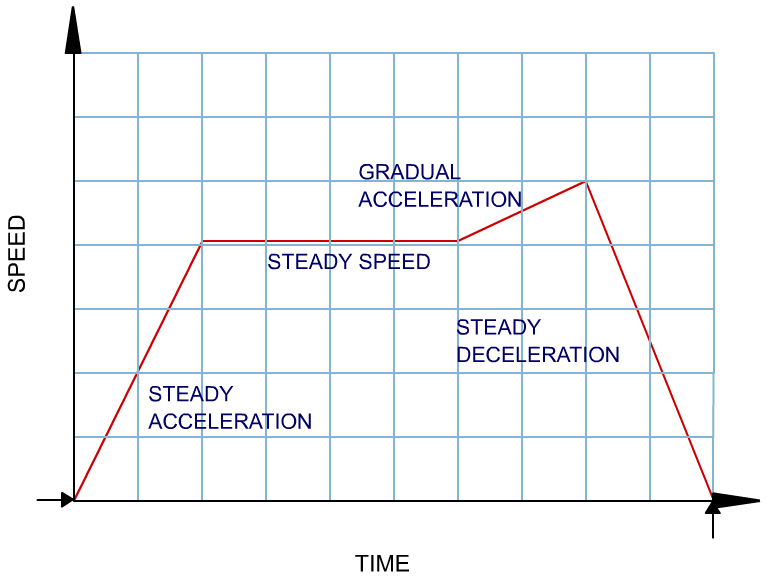 GRADUAL
ACCELERATION
STEADY SPEED
STEADY
DECELERATION
STEADY
ACCELERATION
SPEED
TIME